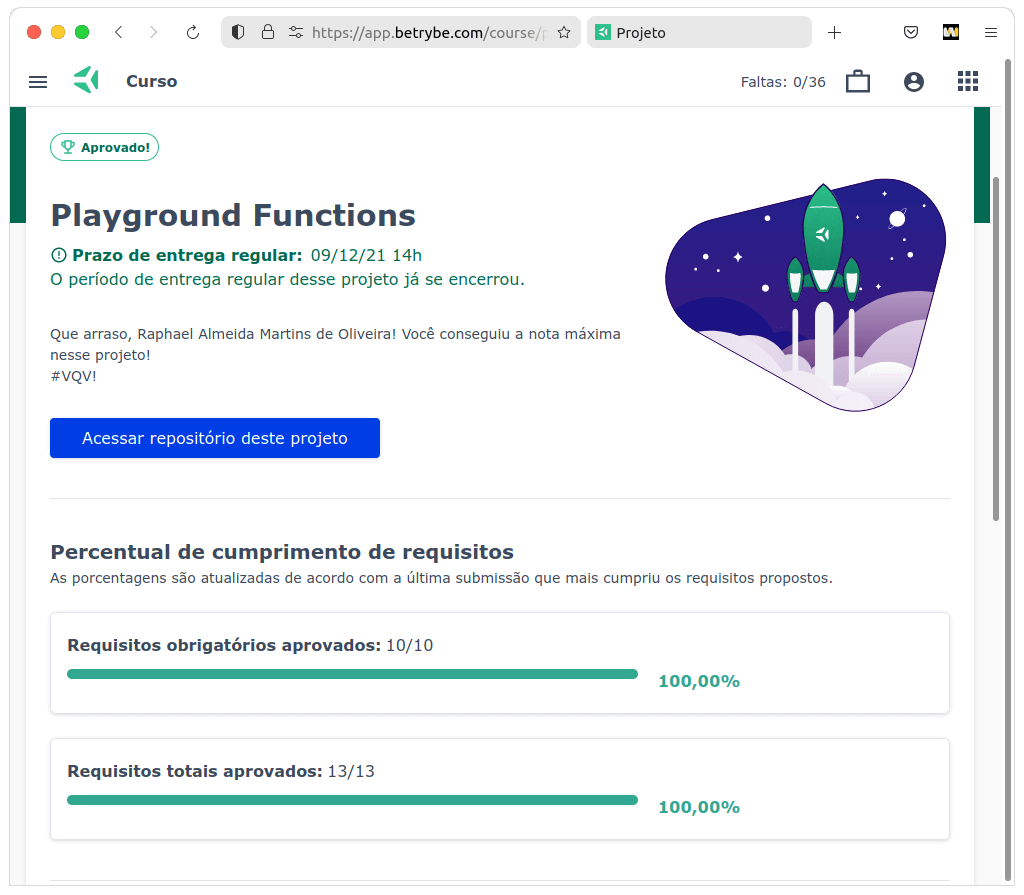 https://app.betrybe.com/course/p
Projeto
Curso
Faltas: 0/36
Aprovado!
Playground Functions
Prazo de entrega regular: 09/12/21 14h
O período de entrega regular desse projeto já se encerrou.
Que arraso, Raphael Almeida Martins de Oliveira! Você conseguiu a nota máxima
nesse projeto!
#VQV!
Acessar repositório deste projeto
Percentual de cumprimento de requisitos
As porcentagens são atualizadas de acordo com a última submissão que mais cumpriu os requisitos propostos.
Requisitos obrigatórios aprovados: 10/10
100,00%
Requisitos totais aprovados: 13/13
100,00%